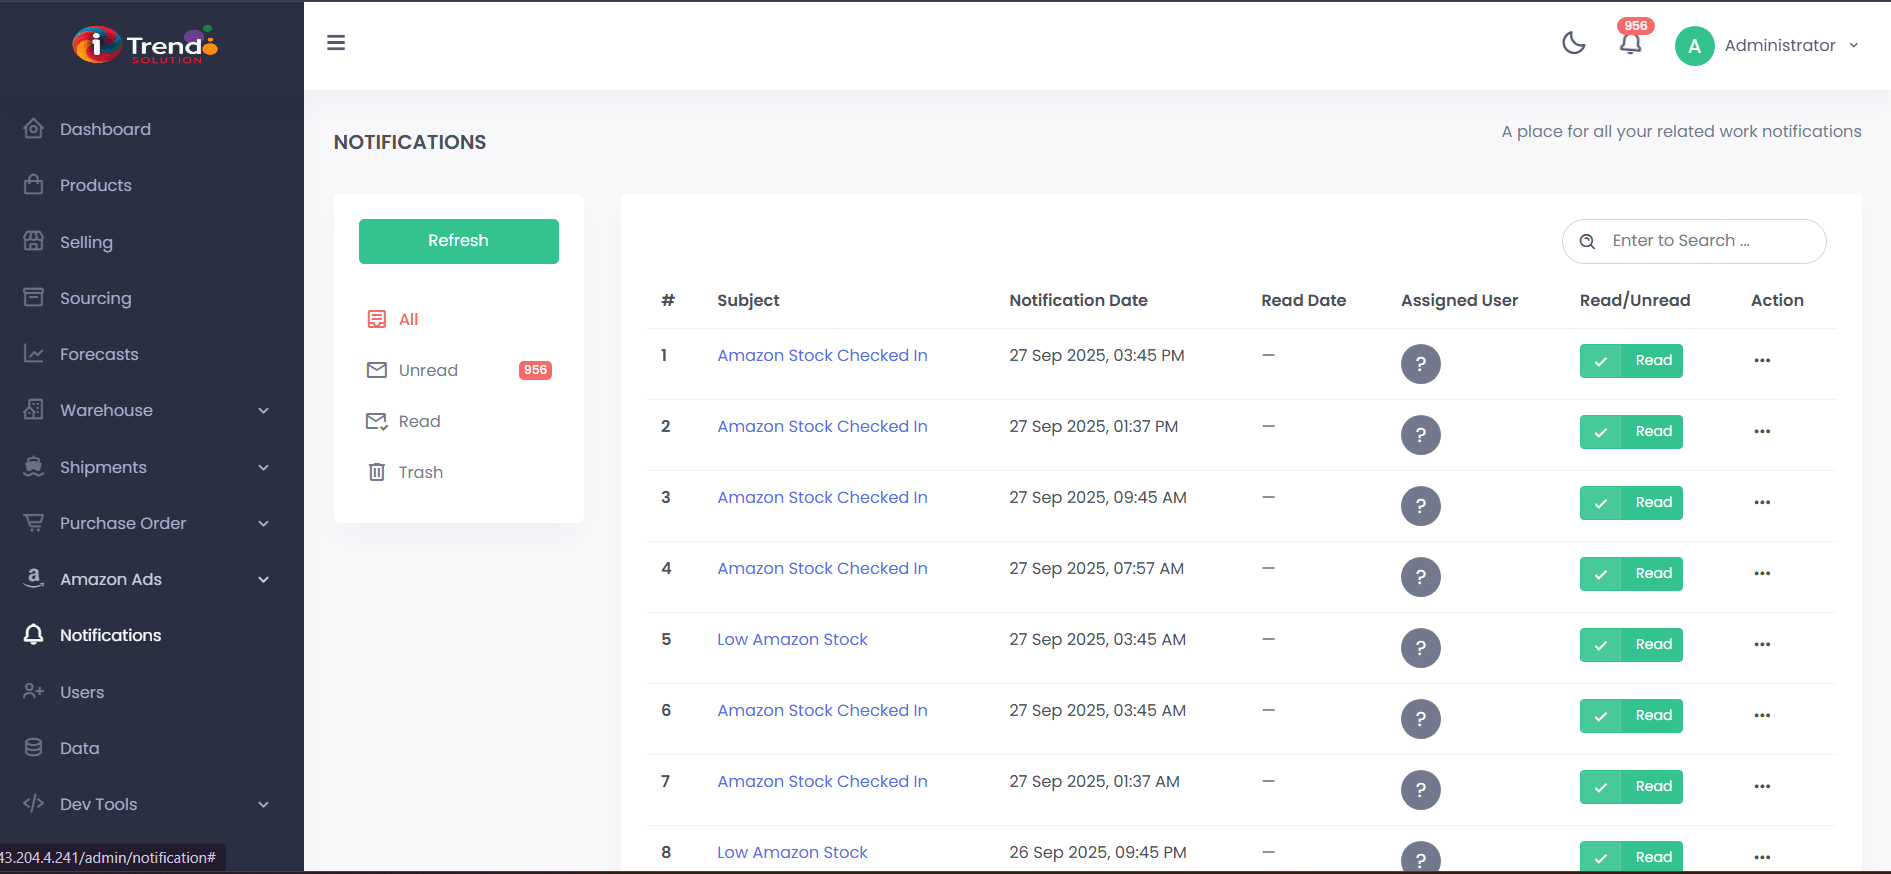 i Trend
SOLUTION
956
A
Administrator
Dashboard
Products
Selling
Sourcing
Forecasts
Warehouse
Shipments
Purchase Order
Amazon Ads
Notifications
Users
Data
Dev Tools
43.204.4.241/admin/notification#
NOTIFICATIONS
A place for all your related work notifications
Refresh
All
Unread 956
Read
Trash
Enter to Search ...
# Subject Notification Date Read Date Assigned User Read/Unread Action
1 Amazon Stock Checked In 27 Sep 2025, 03:45 PM — ? Read ...
2 Amazon Stock Checked In 27 Sep 2025, 01:37 PM — ? Read ...
3 Amazon Stock Checked In 27 Sep 2025, 09:45 AM — ? Read ...
4 Amazon Stock Checked In 27 Sep 2025, 07:57 AM — ? Read ...
5 Low Amazon Stock 27 Sep 2025, 03:45 AM — ? Read ...
6 Amazon Stock Checked In 27 Sep 2025, 03:45 AM — ? Read ...
7 Amazon Stock Checked In 27 Sep 2025, 01:37 AM — ? Read ...
8 Low Amazon Stock 26 Sep 2025, 09:45 PM — ? Read ...